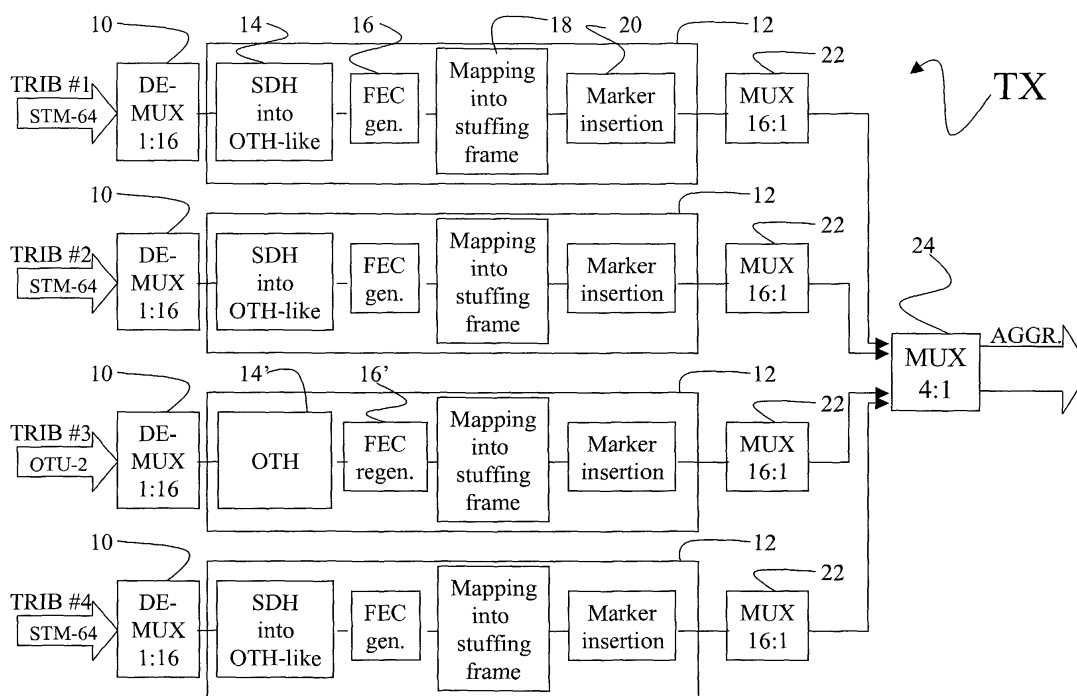 10
14
16
18
20
12
22
TX
TRIB #1
STM-64
DE-
MUX
1:16
SDH
into
OTH-like
FEC
gen.
Mapping
into
stuffing
frame
Marker
insertion
MUX
16:1
10
12
22
TRIB #2
STM-64
DE-
MUX
1:16
SDH
into
OTH-like
FEC
gen.
Mapping
into
stuffing
frame
Marker
insertion
MUX
16:1
24
MUX
4:1
AGGR.
10
14’
16’
12
22
TRIB #3
OTU-2
DE-
MUX
1:16
OTH
FEC
regen.
Mapping
into
stuffing
frame
Marker
insertion
MUX
16:1
10
12
22
TRIB #4
STM-64
DE-
MUX
1:16
SDH
into
OTH-like
FEC
gen.
Mapping
into
stuffing
frame
Marker
insertion
MUX
16:1